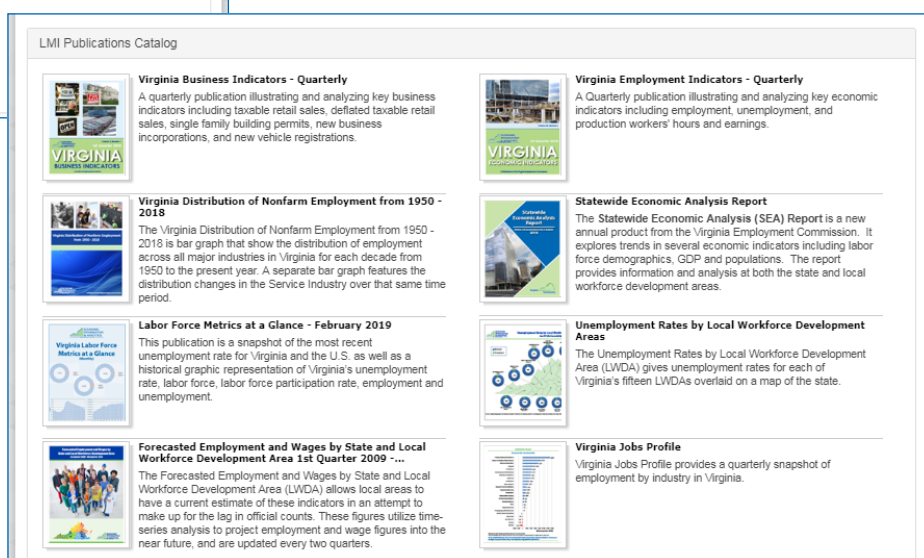 LMI Publications Catalog
Virginia Business Indicators - Quarterly
A quarterly publication illustrating and analyzing key business
indicators including taxable retail sales, deflated taxable retail
sales, single family building permits, new business
incorporations, and new vehicle registrations.
VIRGINIA
BUSINESS INDICATORS
Virginia Employment Indicators - Quarterly
A Quarterly publication illustrating and analyzing key economic
indicators including employment, unemployment, and
production workers' hours and earnings.
VIRGINIA
ECONOMIC INDICATORS
Virginia Distribution of Nonfarm Employment from 1950 -
2018
The Virginia Distribution of Nonfarm Employment from 1950 -
2018 is bar graph that show the distribution of employment
across all major industries in Virginia for each decade from
1950 to the present year. A separate bar graph features the
distribution changes in the Service Industry over that same time
period.
Statewide Economic Analysis Report
The Statewide Economic Analysis (SEA) Report is a new
annual product from the Virginia Employment Commission. It
explores trends in several economic indicators including labor
force demographics, GDP and populations. The report
provides information and analysis at both the state and local
workforce development areas.
Statewide
Economic Analysis
Report
Labor Force Metrics at a Glance - February 2019
This publication is a snapshot of the most recent
unemployment rate for Virginia and the U.S. as well as a
historical graphic representation of Virginia's unemployment
rate, labor force, labor force participation rate, employment and
unemployment.
Virginia Labor Force
Metrics at a Glance
Unemployment Rates by Local Workforce Development
Areas
The Unemployment Rates by Local Workforce Development
Area (LWDA) gives unemployment rates for each of
Virginia's fifteen LWDAs overlaid on a map of the state.
Forecasted Employment and Wages by State and Local
Workforce Development Area 1st Quarter 2009 -...
The Forecasted Employment and Wages by State and Local
Workforce Development Area (LWDA) allows local areas to
have a current estimate of these indicators in an attempt to
make up for the lag in official counts. These figures utilize time-
series analysis to project employment and wage figures into the
near future, and are updated every two quarters.
Virginia Jobs Profile
Virginia Jobs Profile provides a quarterly snapshot of
employment by industry in Virginia.